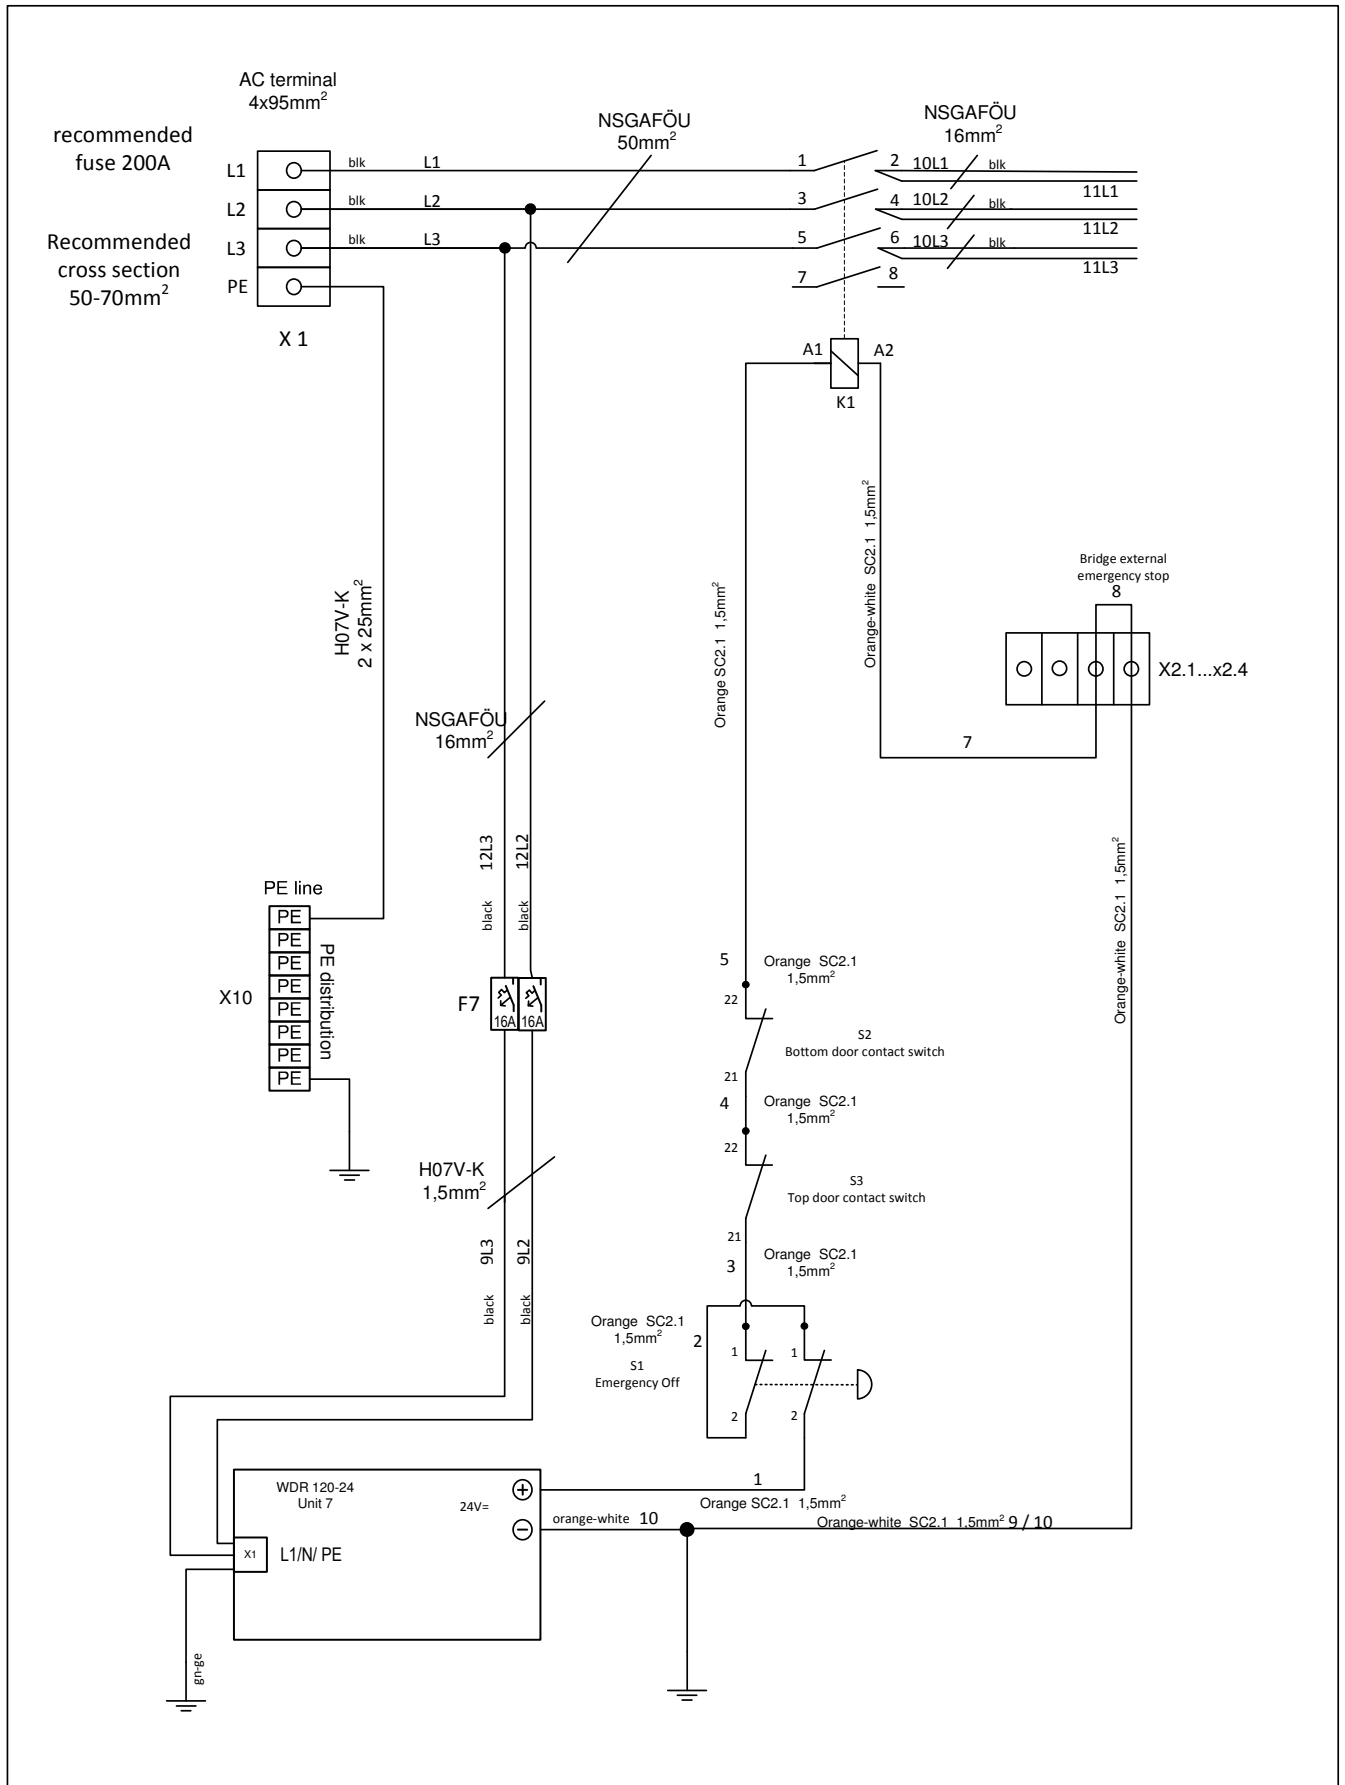 AC terminal
4x95mm²
recommended
fuse 200A
NSGAFÖU
50mm²
NSGAFÖU
16mm²
L1
blk
L1
1
2
10L1
blk
11L1
L2
blk
L2
3
4
10L2
blk
11L2
Recommended
cross section
50-70mm²
L3
blk
L3
5
6
10L3
blk
11L3
PE
7
8
X 1
A1
A2
K1
Orange-white SC2.1 1,5mm²
Orange SC2.1 1,5mm²
Bridge external
emergency stop
8
X2.1...x2.4
7
H07V-K
2 x 25mm²
NSGAFÖU
16mm²
12L3
12L2
black
black
Orange-white SC2.1 1,5mm²
PE line
PE
PE
PE
PE
PE
PE
PE
PE
PE distribution
X10
F7
16A
16A
5
Orange SC2.1
1,5mm²
22
S2
Bottom door contact switch
21
4
Orange SC2.1
1,5mm²
22
S3
Top door contact switch
21
3
Orange SC2.1
1,5mm²
H07V-K
1,5mm²
9L3
9L2
black
black
Orange SC2.1
1,5mm²
2
S1
Emergency Off
1
1
2
2
WDR 120-24
Unit 7
24V=
1
Orange SC2.1 1,5mm²
orange-white 10
Orange-white SC2.1 1,5mm² 9 / 10
X1
L1/N/ PE
gn-ge